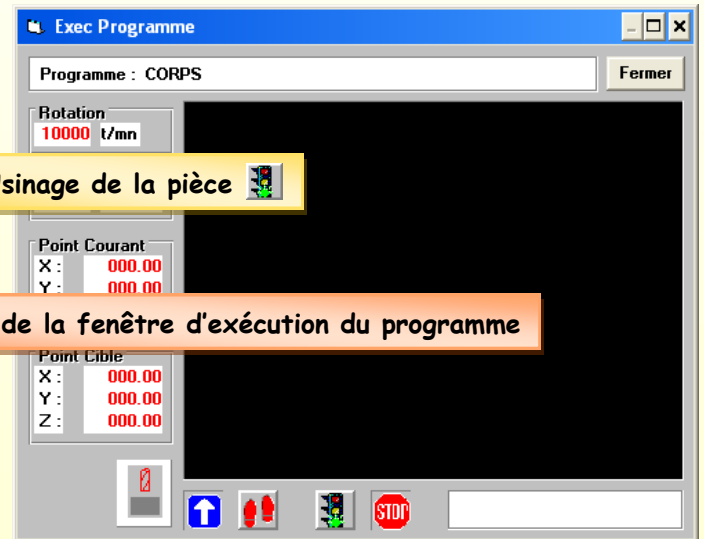 Exec Programme
Programme : CORPS
Fermer
Rotation
10000 t/mn
sinage de la pièce
Point Courant
X : 000.00
Y : 000.00
de la fenêtre d'exécution du programme
Point Cible
X : 000.00
Y : 000.00
Z : 000.00
STOP